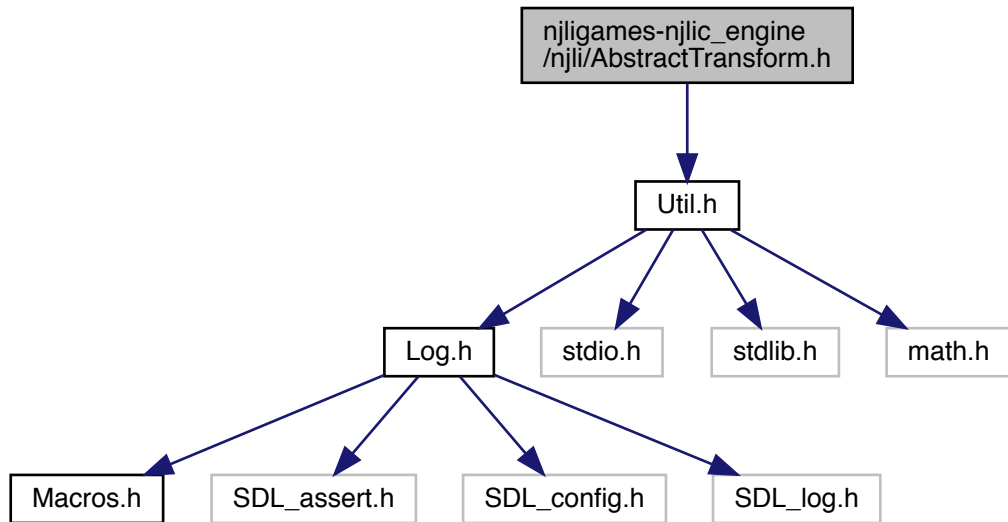 njligames-njlic_engine
/njli/AbstractTransform.h
Util.h
Log.h
stdio.h
stdlib.h
math.h
Macros.h
SDL_assert.h
SDL_config.h
SDL_log.h